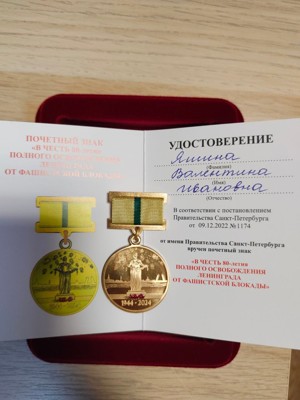 ПОЧЕТНЫЙ ЗНАК
«В ЧЕСТЬ 80-летия
ПОЛНОГО ОСВОБОЖДЕНИЯ
ЛЕНИНГРАДА
ОТ ФАШИСТСКОЙ БЛОКАДЫ»
1944 - 2024
УДОСТОВЕРЕНИЕ
Яшина
(Фамилия)
Валентина
(Имя)
Ивановна
(Отчество)
В соответствии с постановлением
Правительства Санкт-Петербурга
от 09.12.2022 №1174
от имени Правительства Санкт-Петербурга
вручен почетный знак
«В ЧЕСТЬ 80-летия
ПОЛНОГО ОСВОБОЖДЕНИЯ
ЛЕНИНГРАДА
ОТ ФАШИСТСКОЙ БЛОКАДЫ»